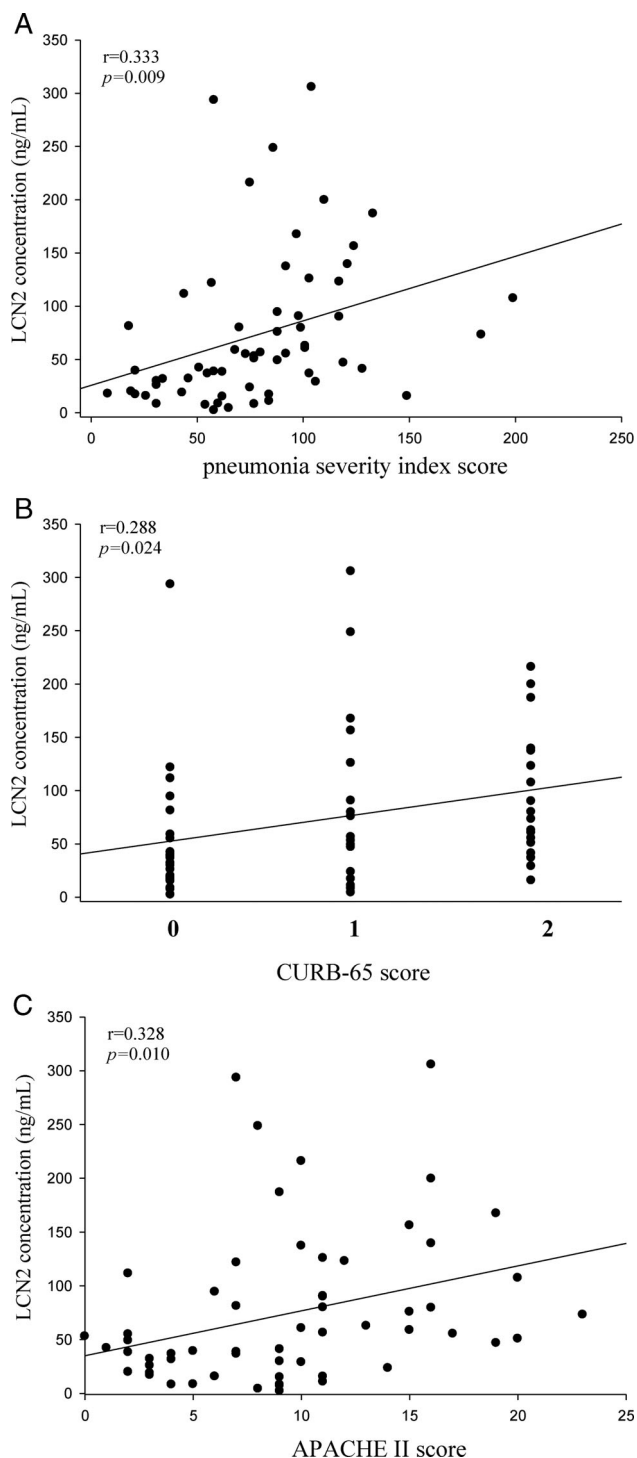 A
r=0.333
p=0.009
350
300
250
200
150
100
50
0
LCN2 concentration (ng/mL)
0 50 100 150 200 250
pneumonia severity index score
B
r=0.288
p=0.024
350
300
250
200
150
100
50
0
LCN2 concentration (ng/mL)
0 1 2
CURB-65 score
C
r=0.328
p=0.010
350
300
250
200
150
100
50
0
LCN2 concentration (ng/mL)
0 5 10 15 20 25
APACHE II score